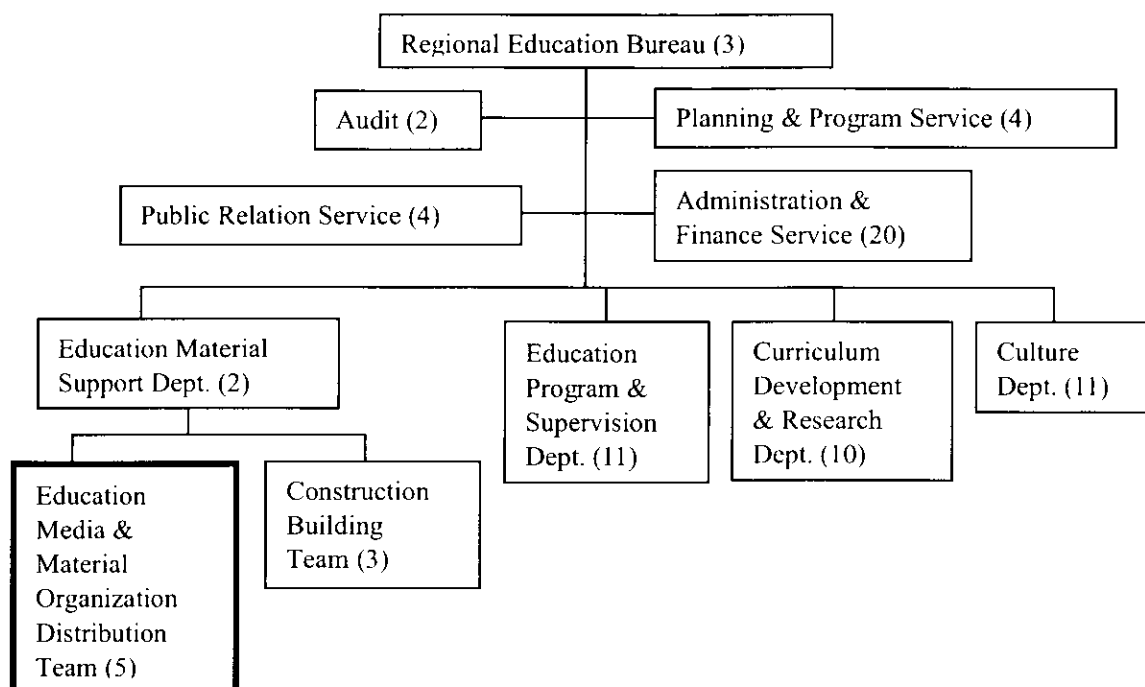 Regional Education Bureau (3)
Audit (2)
Planning & Program Service (4)
Public Relation Service (4)
Administration &
Finance Service (20)
Education Material
Support Dept. (2)
Education
Program &
Supervision
Dept. (11)
Curriculum
Development
& Research
Dept. (10)
Culture
Dept. (11)
Education
Media &
Material
Organization
Distribution
Team (5)
Construction
Building
Team (3)